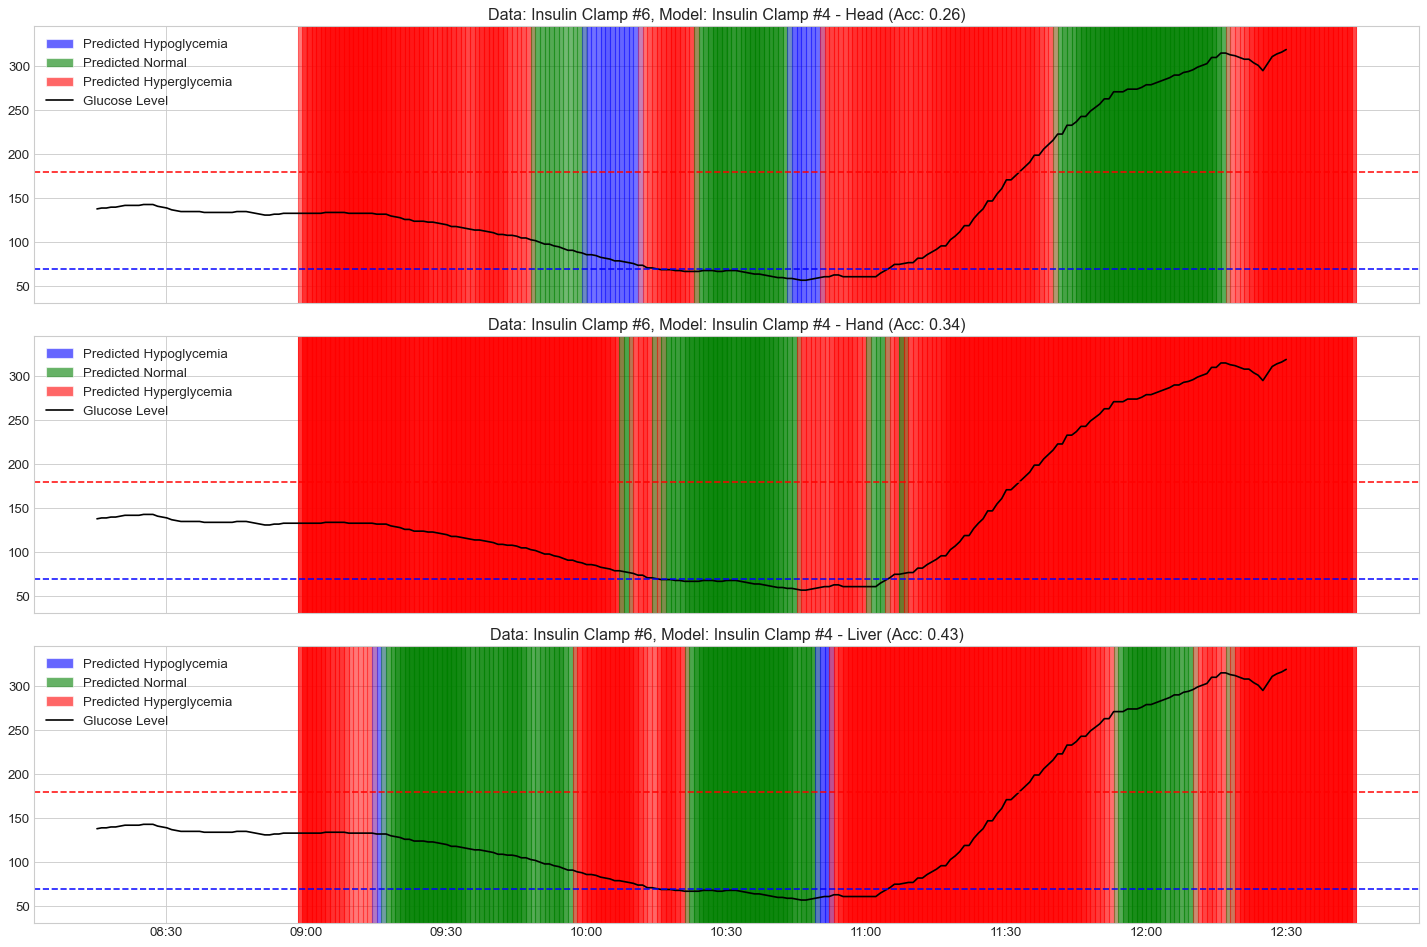 Data: Insulin Clamp #6, Model: Insulin Clamp #4 - Head (Acc: 0.26)
Predicted Hypoglycemia
Predicted Normal
Predicted Hyperglycemia
Glucose Level
300
250
200
150
100
50
Data: Insulin Clamp #6, Model: Insulin Clamp #4 - Hand (Acc: 0.34)
Predicted Hypoglycemia
Predicted Normal
Predicted Hyperglycemia
Glucose Level
300
250
200
150
100
50
Data: Insulin Clamp #6, Model: Insulin Clamp #4 - Liver (Acc: 0.43)
Predicted Hypoglycemia
Predicted Normal
Predicted Hyperglycemia
Glucose Level
300
250
200
150
100
50
08:30 09:00 09:30 10:00 10:30 11:00 11:30 12:00 12:30